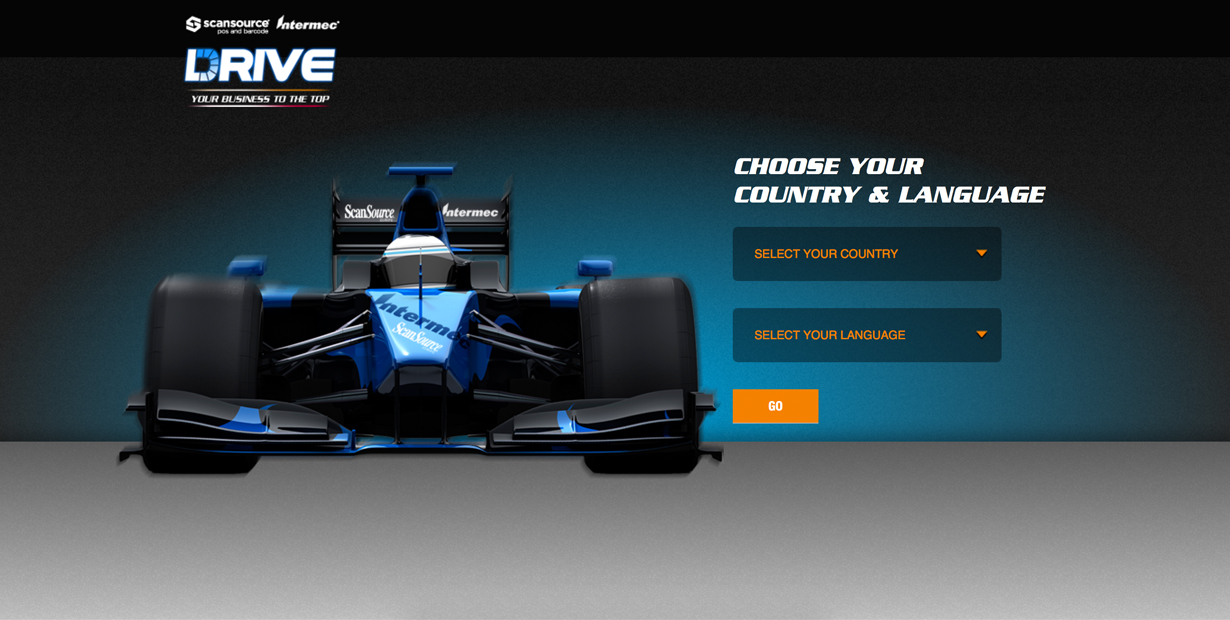 scansource Intermec
pos and barcode
DRIVE
YOUR BUSINESS TO THE TOP
CHOOSE YOUR
COUNTRY & LANGUAGE
ScanSource Intermec
SELECT YOUR COUNTRY
Intermec
ScanSource
SELECT YOUR LANGUAGE
GO